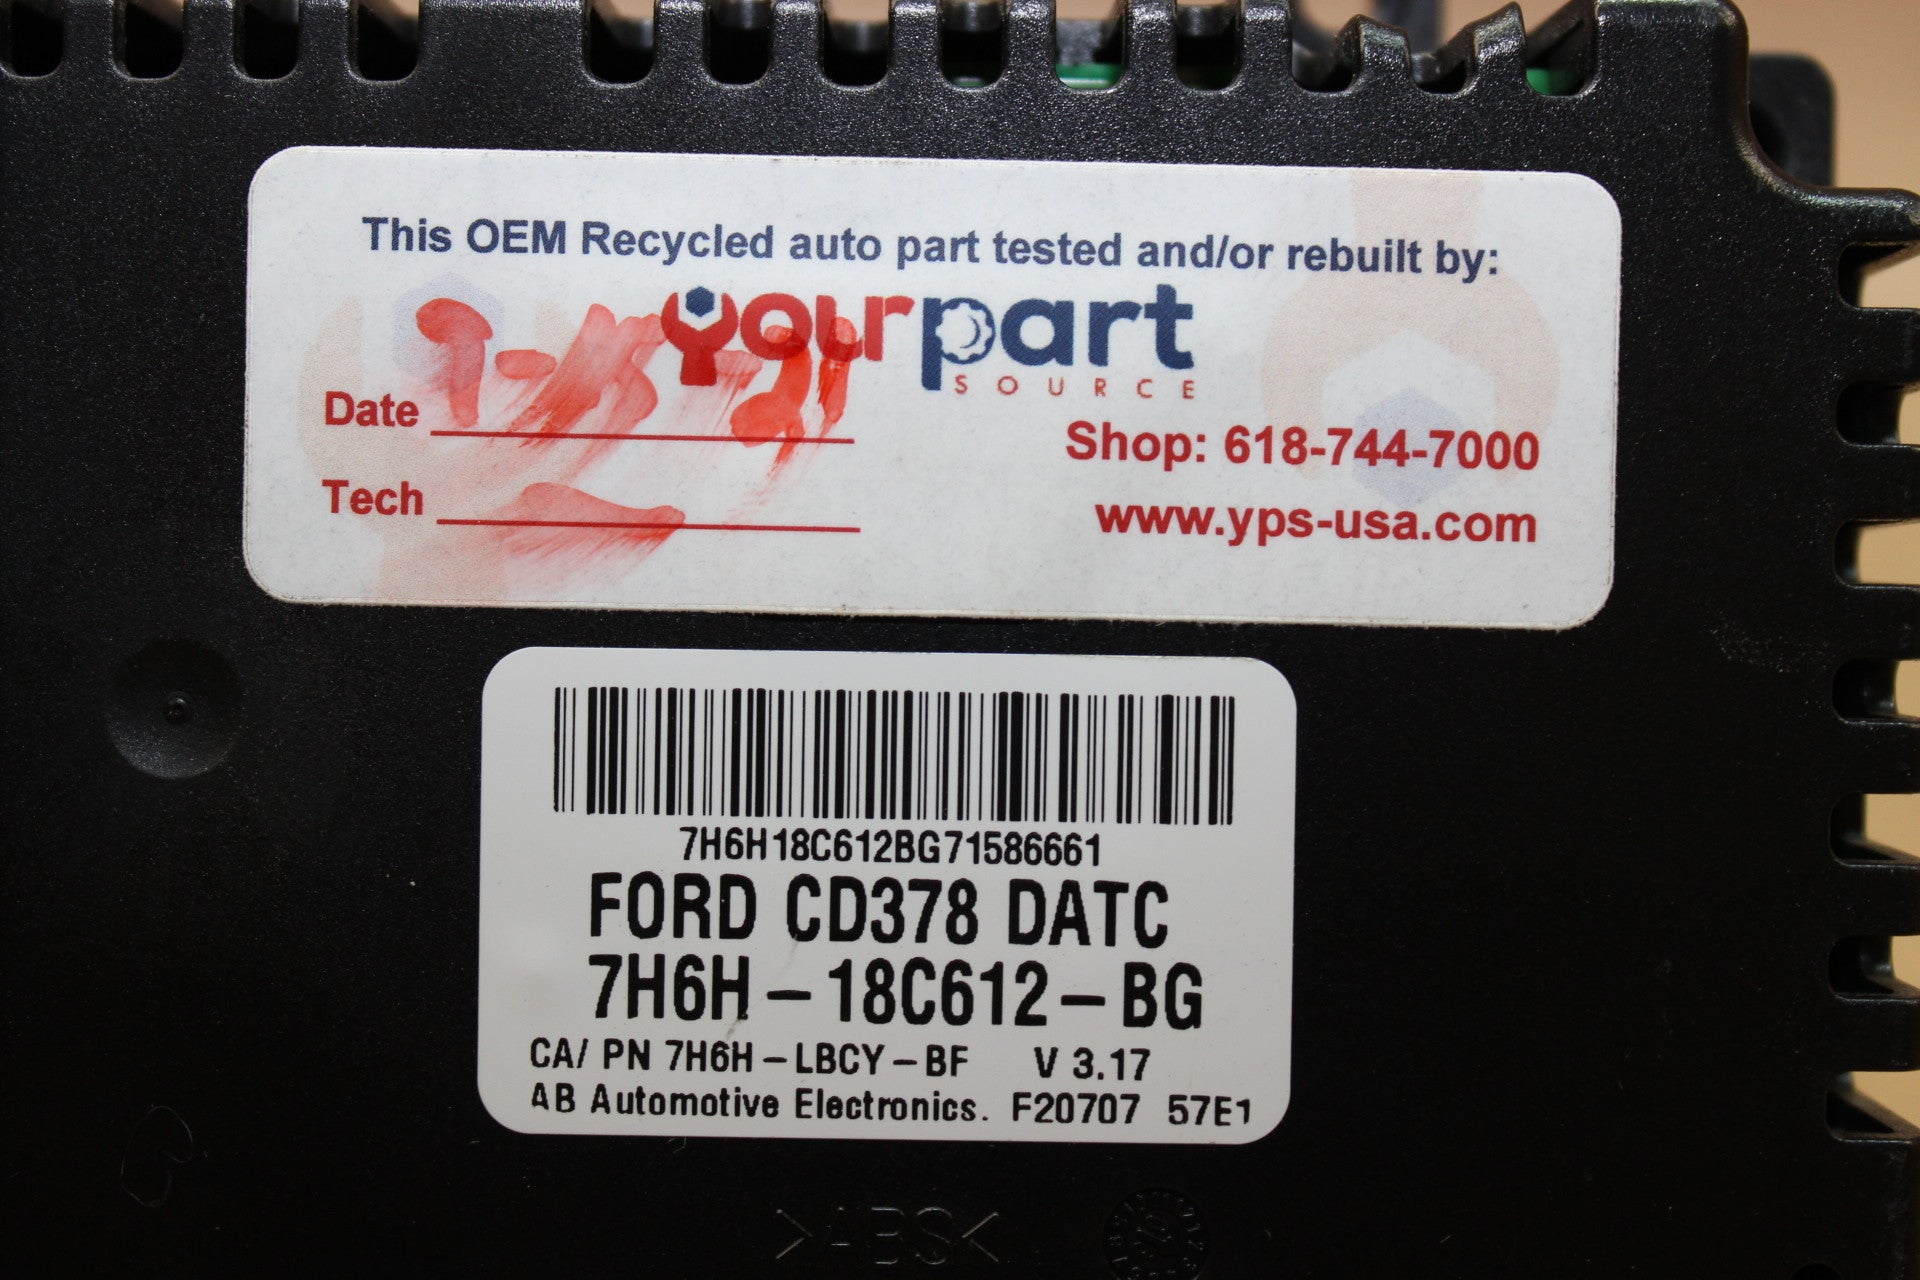 This OEM Recycled auto part tested and/or rebuilt by:
yourpart
SOURCE
Date
Shop: 618-744-7000
Tech
www.yps-usa.com
7H6H18C612BG71586661
FORD CD378 DATC
7H6H-18C612-BG
CA/ PN 7H6H-LBCY-BF V 3.17
AB Automotive Electronics. F20707 57E1
>ABS<